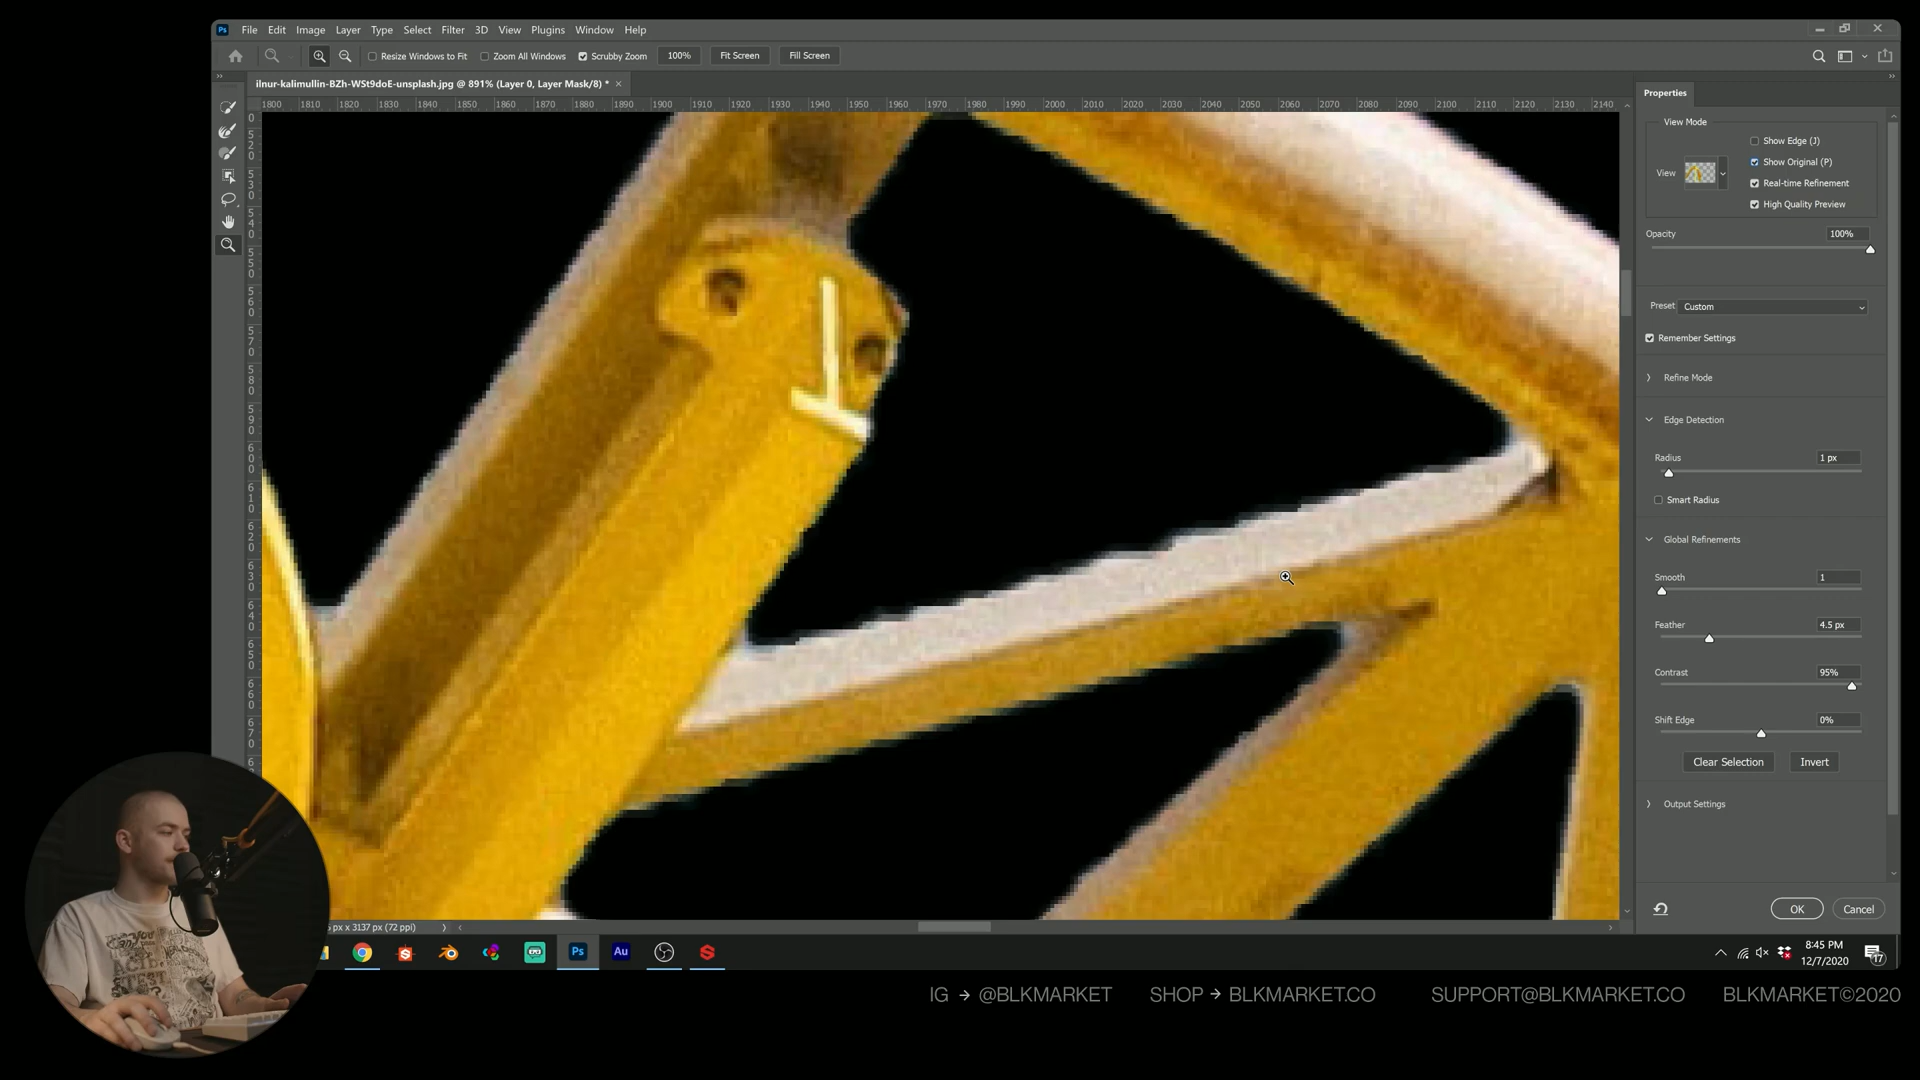 Ps File Edit Image Layer Type Select Filter 3D View Plugins Window Help
Resize Windows to Fit Zoom All Windows Scrubby Zoom 100% Fit Screen Fill Screen
ilnur-kalimullin-BZh-WSt9doE-unsplash.jpg @ 891% (Layer 0, Layer Mask/8) * ×
1800 1810 1820 1830 1840 1850 1860 1870 1880 1890 1900 1910 1920 1930 1940 1950 1960 1970 1980 1990 2000 2010 2020 2030 2040 2050 2060 2070 2080 2090 2100 2110 2120 2130 2140
Properties
View Mode
Show Edge (J)
Show Original (P)
View
Real-time Refinement
High Quality Preview
Opacity 100%
Preset Custom
Remember Settings
Refine Mode
Edge Detection
Radius 1 px
Smart Radius
Global Refinements
Smooth 1
Feather 4.5 px
Contrast 95%
Shift Edge 0%
Clear Selection Invert
Output Settings
OK Cancel
px x 3137 px (72 ppi)
Ps Au
8:45 PM
12/7/2020
17
IG → @BLKMARKET SHOP → BLKMARKET.CO SUPPORT@BLKMARKET.CO BLKMARKET©2020